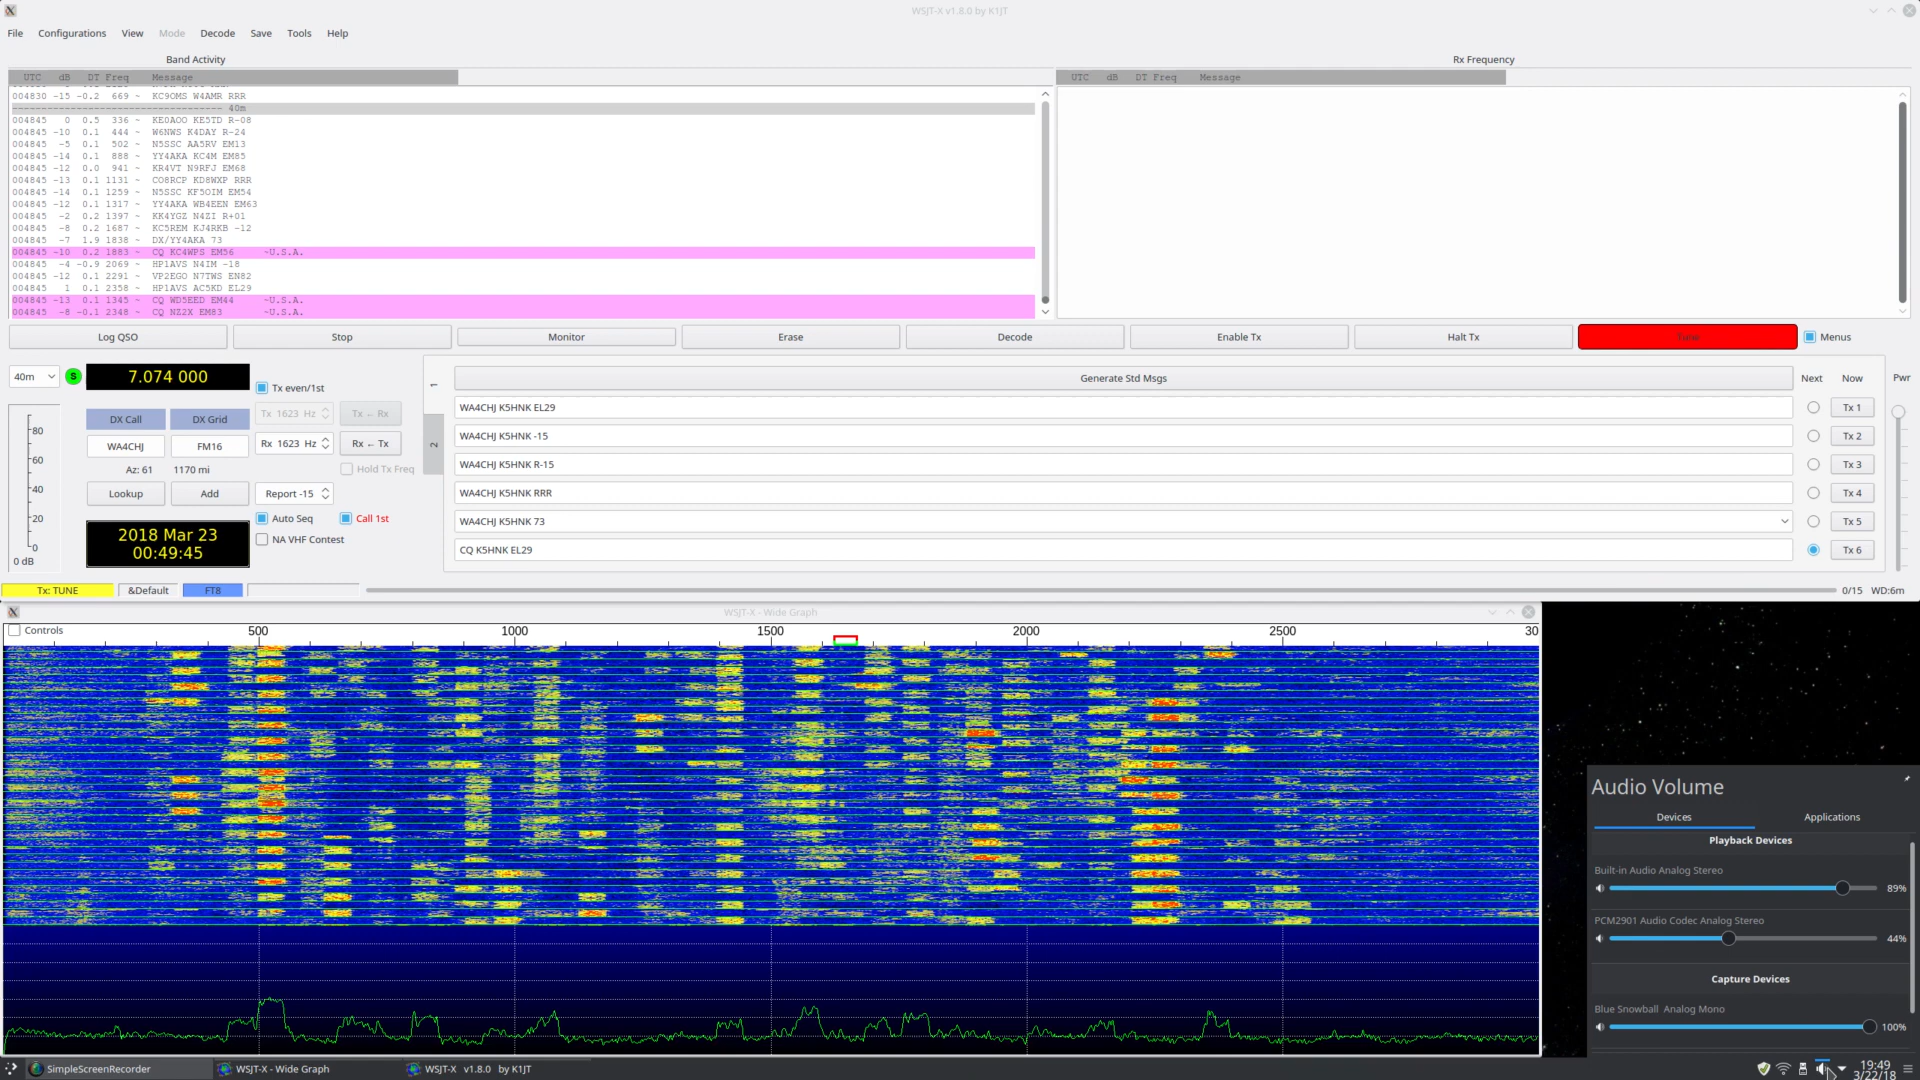 WSJT-X v1.8.0 by K1JT
File Configurations View Mode Decode Save Tools Help
Band Activity
Rx Frequency
UTC dB DT Freq Message
UTC dB DT Freq Message
004830 -15 -0.2 669 ~ KC9OMS W4AMR RRR
------------------------------------ 40m
004845 0 0.5 336 ~ KE0AOO KE5TD R-08
004845 -10 0.1 444 ~ W6NWS K4DAY R-24
004845 -5 0.1 502 ~ N5SSC AA5RV EM13
004845 -14 0.1 888 ~ YY4AKA KC4M EM85
004845 -12 0.0 941 ~ KR4VT N9RFJ EM68
004845 -13 0.1 1131 ~ CO8RCP KD8WXP RRR
004845 -14 0.1 1259 ~ N5SSC KF5OIM EM54
004845 -12 0.1 1317 ~ YY4AKA WB4EEN EM63
004845 -2 0.2 1397 ~ KK4YGZ N4ZI R+01
004845 -8 0.2 1687 ~ KC5REM KJ4RKB -12
004845 -7 1.9 1838 ~ DX/YY4AKA 73
004845 -10 0.2 1883 ~ CQ KC4WPS EM56 ~U.S.A.
004845 -4 -0.9 2069 ~ HP1AVS N4IM -18
004845 -12 0.1 2291 ~ VP2EGO N7TWS EN82
004845 1 0.1 2358 ~ HP1AVS AC5KD EL29
004845 -13 0.1 1345 ~ CQ WD5EED EM44 ~U.S.A.
004845 -8 -0.1 2348 ~ CQ NZ2X EM83 ~U.S.A.
Log QSO Stop Monitor Erase Decode Enable Tx Halt Tx Tune Menus
40m S 7.074 000
Tx even/1st
Tx 1623 Hz Tx ← Rx
DX Call DX Grid
WA4CHJ FM16
Rx 1623 Hz Rx ← Tx
Az: 61 1170 mi
Hold Tx Freq
Lookup Add Report -15
Auto Seq Call 1st
NA VHF Contest
2018 Mar 23
00:49:45
80
60
40
20
0
0 dB
1
2
Generate Std Msgs Next Now Pwr
WA4CHJ K5HNK EL29 Tx 1
WA4CHJ K5HNK -15 Tx 2
WA4CHJ K5HNK R-15 Tx 3
WA4CHJ K5HNK RRR Tx 4
WA4CHJ K5HNK 73 Tx 5
CQ K5HNK EL29 Tx 6
Tx: TUNE &Default FT8 0/15 WD:6m
WSJT-X - Wide Graph
Controls 500 1000 1500 2000 2500 30
Audio Volume
Devices Applications
Playback Devices
Built-in Audio Analog Stereo
89%
PCM2901 Audio Codec Analog Stereo
44%
Capture Devices
Blue Snowball Analog Mono
100%
SimpleScreenRecorder WSJT-X - Wide Graph WSJT-X v1.8.0 by K1JT
19:49
3/22/18